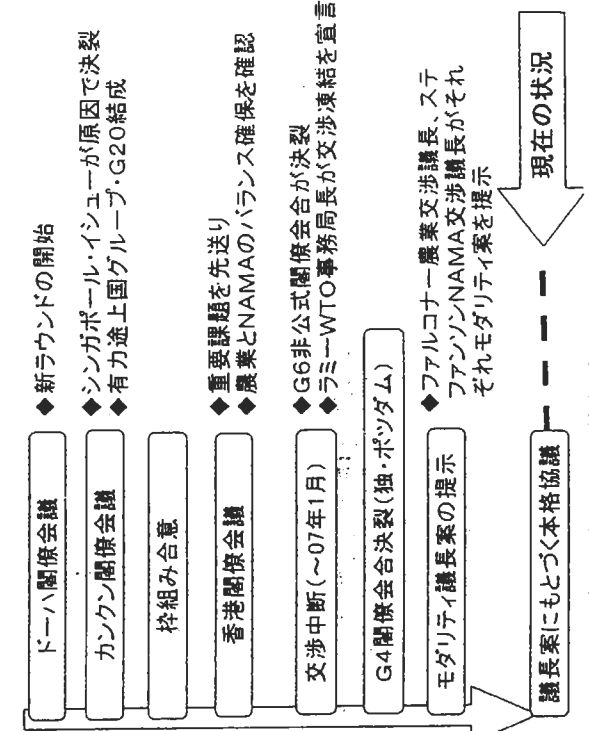 ドーハ閣僚会議
◆新ラウンドの開始
カンクン閣僚会議
◆シンガポール・イシューが原因で決裂
◆有力途上国グループ・G20結成
枠組み合意
香港閣僚会議
◆重要課題を先送り
◆農業とNAMAのバランス確保を確認
交渉中断(~07年1月)
◆G6非公式閣僚会合が決裂
◆ラミーWTO事務局長が交渉凍結を宣言
G4閣僚会合決裂(独・ポツダム)
モダリティ議長案の提示
◆ファルコナー農業交渉議長、ステ
ファンソンNAMA交渉議長がそれ
ぞれモダリティ案を提示
議長案にもとづく本格協議
現在の状況